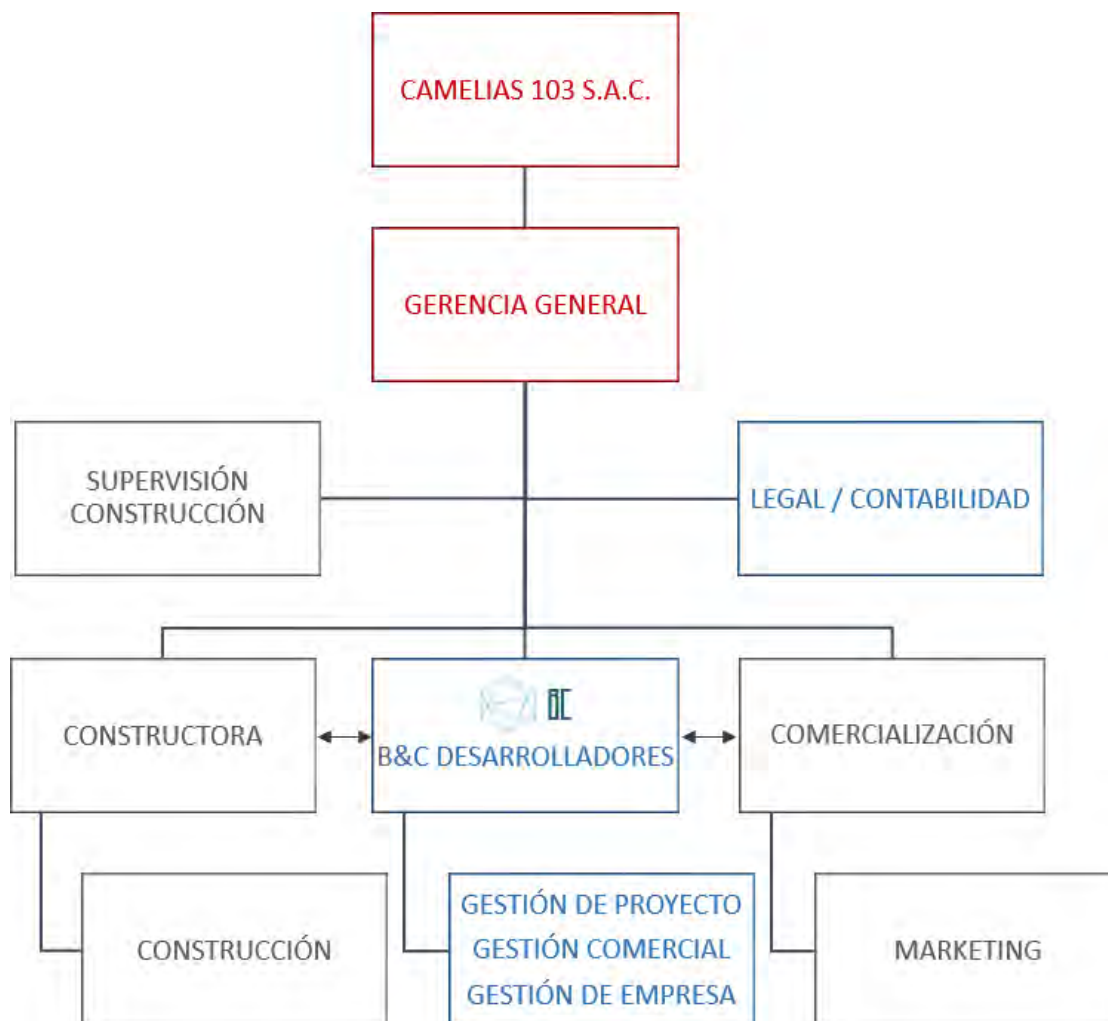 CAMELIAS 103 S.A.C.
GERENCIA GENERAL
SUPERVISIÓN
CONSTRUCCIÓN
LEGAL / CONTABILIDAD
CONSTRUCTORA
BC
B&C DESARROLLADORES
COMERCIALIZACIÓN
CONSTRUCCIÓN
GESTIÓN DE PROYECTO
GESTIÓN COMERCIAL
GESTIÓN DE EMPRESA
MARKETING